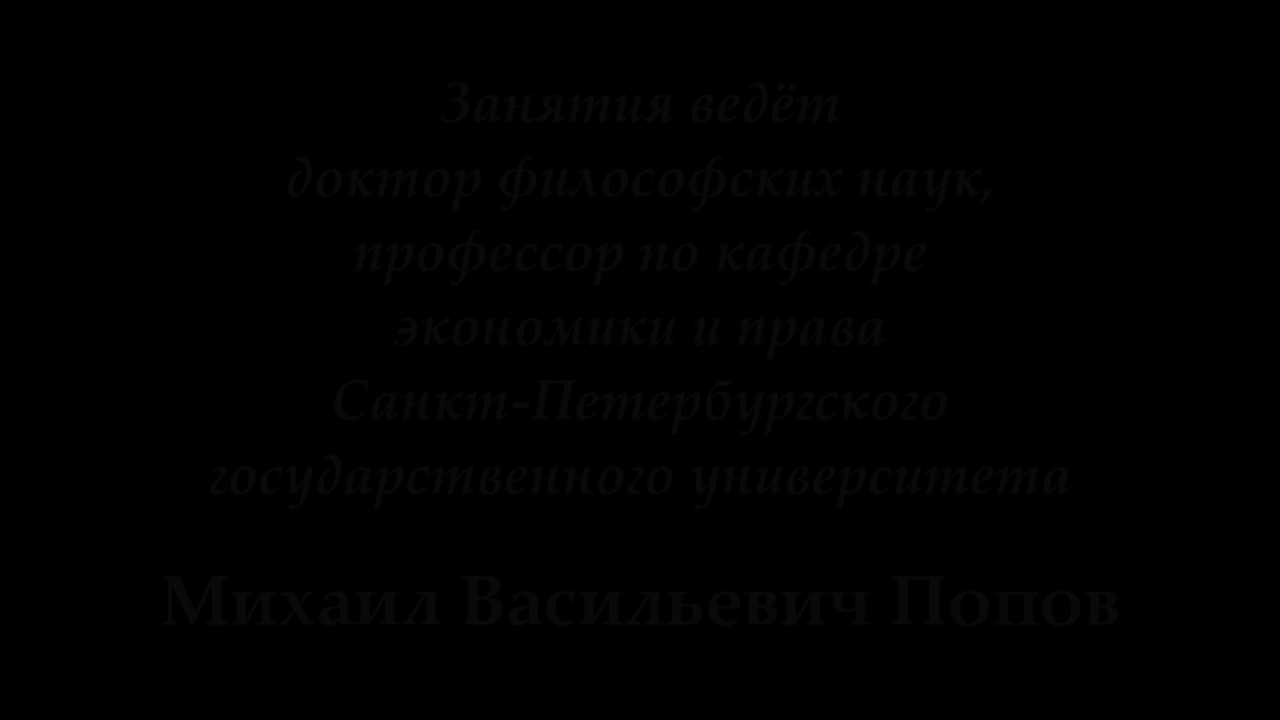 Занятия ведёт
доктор философских наук,
профессор по кафедре
экономики и права
Санкт-Петербургского
государственного университета
Михаил Васильевич Попов